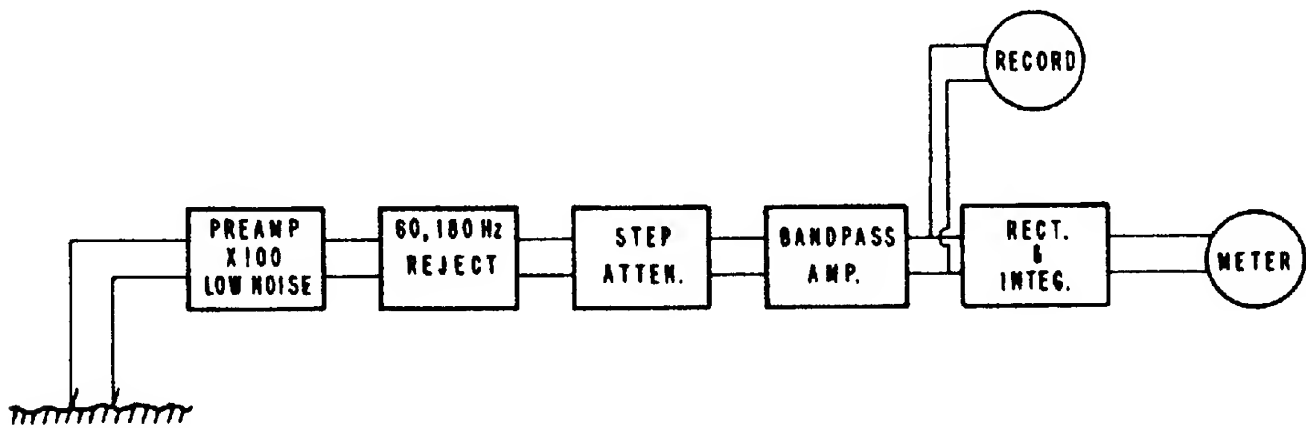 RECORD
PREAMP
X100
LOW NOISE
60, 180 Hz
REJECT
STEP
ATTEN.
BANDPASS
AMP.
RECT.
&
INTEG.
METER